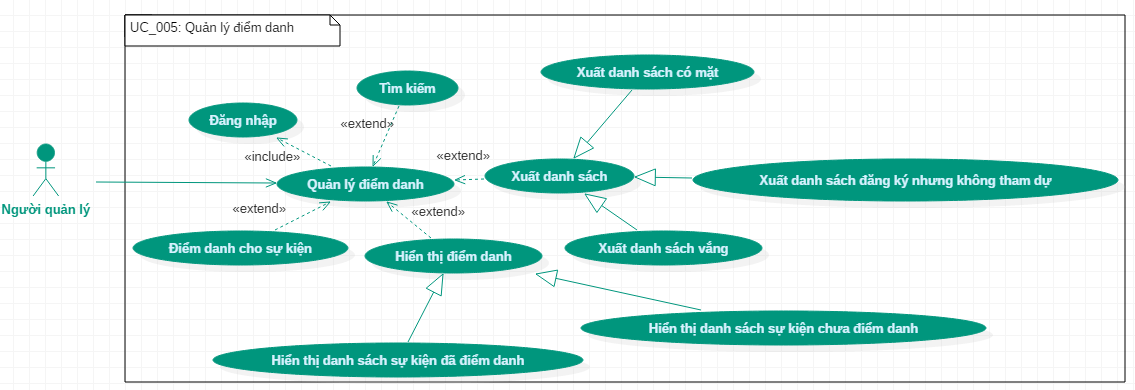 UC_005: Quản lý điểm danh
Xuất danh sách có mặt
Tìm kiếm
Đăng nhập
«extend»
«include»
«extend»
Xuất danh sách
Quản lý điểm danh
Xuất danh sách đăng ký nhưng không tham dự
Người quản lý
«extend»
«extend»
Điểm danh cho sự kiện
Xuất danh sách vắng
Hiển thị điểm danh
Hiển thị danh sách sự kiện chưa điểm danh
Hiển thị danh sách sự kiện đã điểm danh